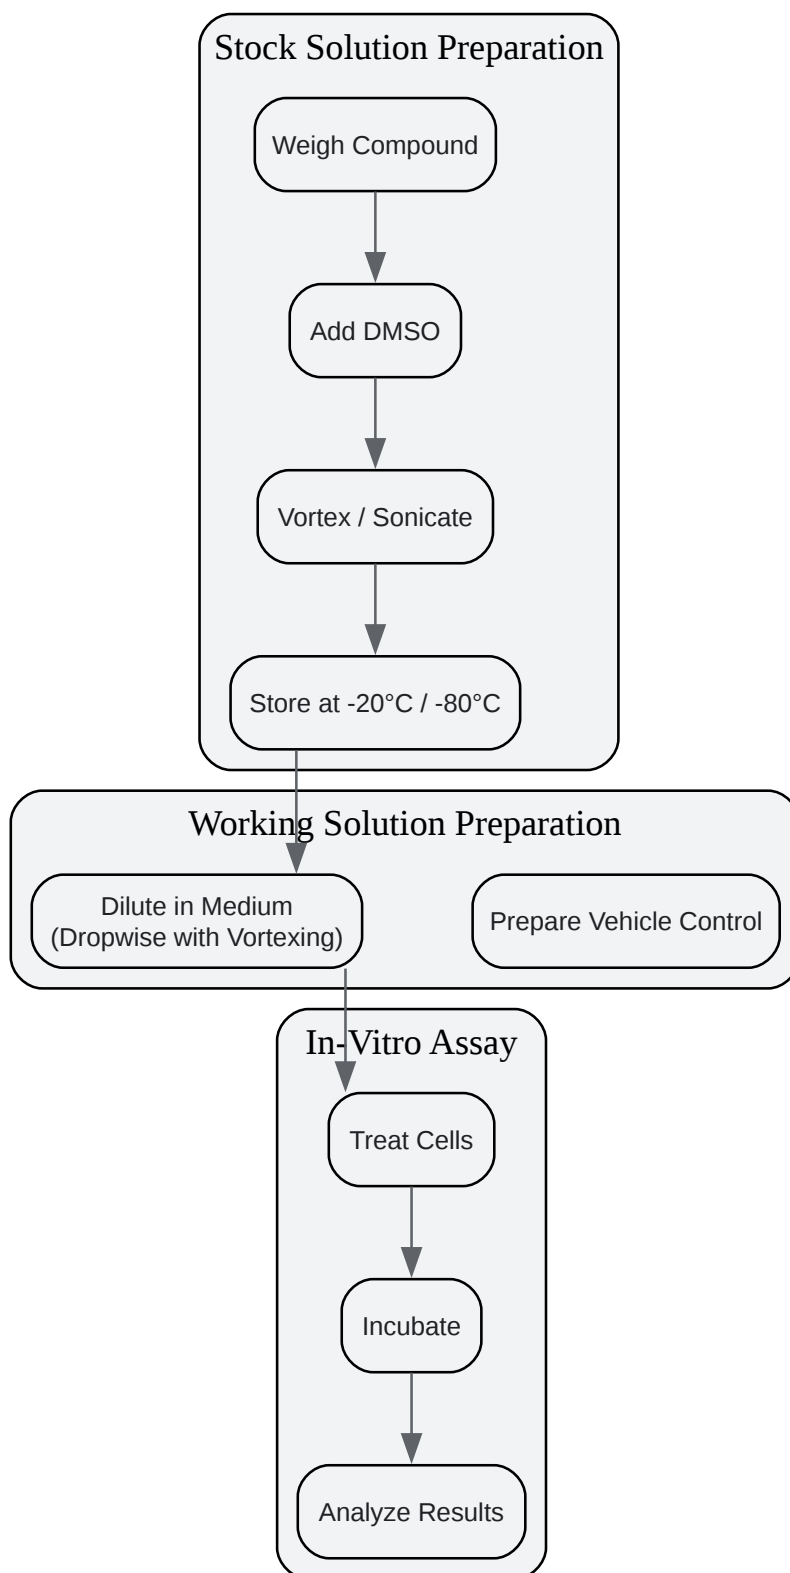 Stock Solution Preparation
Weigh Compound
Add DMSO
Vortex / Sonicate
Store at -20°C / -80°C
Working Solution Preparation
Dilute in Medium
(Dropwise with Vortexing)
Prepare Vehicle Control
In-Vitro Assay
Treat Cells
Incubate
Analyze Results